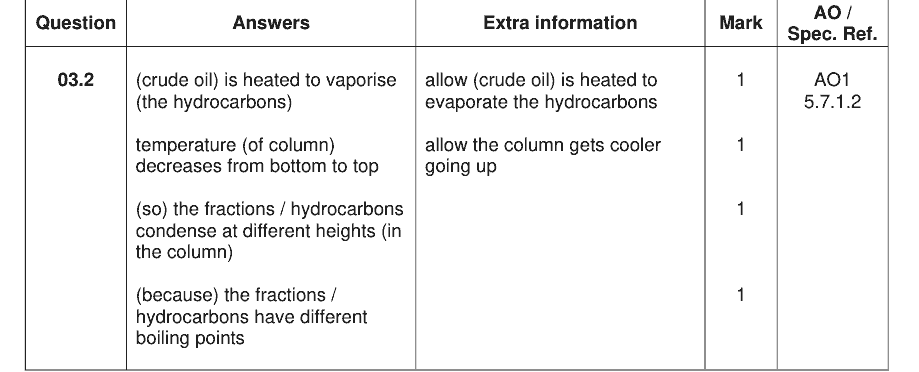 Question Answers Extra information Mark AO /
Spec. Ref.
03.2 (crude oil) is heated to vaporise allow (crude oil) is heated to 1 AO1
(the hydrocarbons) evaporate the hydrocarbons 5.7.1.2
temperature (of column) allow the column gets cooler 1
decreases from bottom to top going up
(so) the fractions / hydrocarbons 1
condense at different heights (in
the column)
(because) the fractions / 1
hydrocarbons have different
boiling points